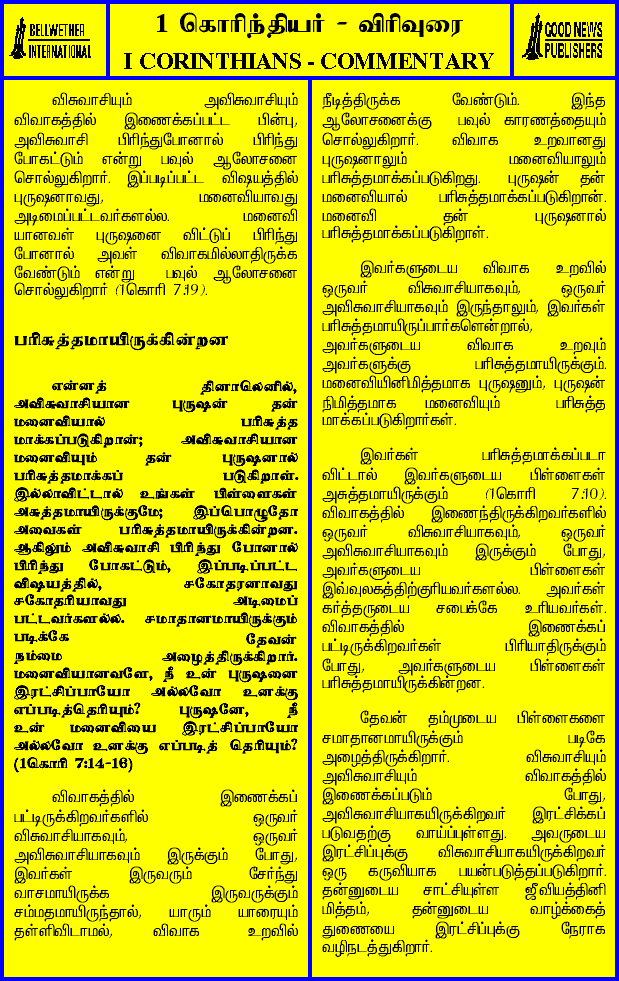 BELLWETHER
INTERNATIONAL
1 கொரிந்தியர் - விரிவுரை
I CORINTHIANS - COMMENTARY
GOOD NEWS
PUBLISHERS
விசுவாசியும் அவிசுவாசியும்
விவாகத்தில் இணைக்கப்பட்ட பின்பு,
அவிசுவாசி பிரிந்துபோனால் பிரிந்து
போகட்டும் என்று பவுல் ஆலோசனை
சொல்லுகிறார். இப்படிப்பட்ட விஷயத்தில்
புருஷனாவது, மனைவியாவது
அடிமைப்பட்டவர்களல்ல. மனைவி
யானவள் புருஷனை விட்டுப் பிரிந்து
போனால் அவள் விவாகமில்லாதிருக்க
வேண்டும் என்று பவுல் ஆலோசனை
சொல்லுகிறார் (1கொரி 7:19).
பரிசுத்தமாயிருக்கின்றன
என்னத் தினாலெனில்,
அவிசுவாசியான புருஷன் தன்
மனைவியால் பரிசுத்த
மாக்கப்படுகிறான்; அவிசுவாசியான
மனைவியும் தன் புருஷனால்
பரிசுத்தமாக்கப் படுகிறாள்.
இல்லாவிட்டால் உங்கள் பிள்ளைகள்
அசுத்தமாயிருக்குமே; இப்பொழுதோ
அவைகள் பரிசுத்தமாயிருக்கின்றன.
ஆகிலும் அவிசுவாசி பிரிந்து போனால்
பிரிந்து போகட்டும், இப்படிப்பட்ட
விஷயத்தில், சகோதரனாவது
சகோதரியாவது அடிமைப்
பட்டவர்களல்ல. சமாதானமாயிருக்கும்
படிக்கே தேவன்
நம்மை அழைத்திருக்கிறார்.
மனைவியானவளே, நீ உன் புருஷனை
இரட்சிப்பாயோ அல்லவோ உனக்கு
எப்படித்தெரியும்? புருஷனே, நீ
உன் மனைவியை இரட்சிப்பாயோ
அல்லவோ உனக்கு எப்படித் தெரியும்?
(1கொரி 7:14-16)
விவாகத்தில் இணைக்கப்
பட்டிருக்கிறவர்களில் ஒருவர்
விசுவாசியாகவும், ஒருவர்
அவிசுவாசியாகவும் இருக்கும் போது,
இவர்கள் இருவரும் சேர்ந்து
வாசமாயிருக்க இருவருக்கும்
சம்மதமாயிருந்தால், யாரும் யாரையும்
தள்ளிவிடாமல், விவாக உறவில்
நீடித்திருக்க வேண்டும். இந்த
ஆலோசனைக்கு பவுல் காரணத்தையும்
சொல்லுகிறார். விவாக உறவானது
புருஷனாலும் மனைவியாலும்
பரிசுத்தமாக்கப்படுகிறது. புருஷன் தன்
மனைவியால் பரிசுத்தமாக்கப்படுகிறான்.
மனைவி தன் புருஷனால்
பரிசுத்தமாக்கப்படுகிறாள்.
இவர்களுடைய விவாக உறவில்
ஒருவர் விசுவாசியாகவும், ஒருவர்
அவிசுவாசியாகவும் இருந்தாலும், இவர்கள்
பரிசுத்தமாயிருப்பார்களென்றால்,
அவர்களுடைய விவாக உறவும்
அவர்களுக்கு பரிசுத்தமாயிருக்கும்.
மனைவியினிமித்தமாக புருஷனும், புருஷன்
நிமித்தமாக மனைவியும் பரிசுத்த
மாக்கப்படுகிறார்கள்.
இவர்கள் பரிசுத்தமாக்கப்படா
விட்டால் இவர்களுடைய பிள்ளைகள்
அசுத்தமாயிருக்கும் (1கொரி 7:10).
விவாகத்தில் இணைந்திருக்கிறவர்களில்
ஒருவர் விசுவாசியாகவும், ஒருவர்
அவிசுவாசியாகவும் இருக்கும் போது,
அவர்களுடைய பிள்ளைகள்
இவ்வுலகத்திற்குரியவர்களல்ல. அவர்கள்
கர்த்தருடைய சபைக்கே உரியவர்கள்.
விவாகத்தில் இணைக்கப்
பட்டிருக்கிறவர்கள் பிரியாதிருக்கும்
போது, அவர்களுடைய பிள்ளைகள்
பரிசுத்தமாயிருக்கின்றன.
தேவன் தம்முடைய பிள்ளைகளை
சமாதானமாயிருக்கும் படிகே
அழைத்திருக்கிறார். விசுவாசியும்
அவிசுவாசியும் விவாகத்தில்
இணைக்கப்படும் போது,
அவிசுவாசியாகயிருக்கிறவர் இரட்சிக்கப்
படுவதற்கு வாய்ப்புள்ளது. அவருடைய
இரட்சிப்புக்கு விசுவாசியாகயிருக்கிறவர்
ஒரு கருவியாக பயன்படுத்தப்படுகிறார்.
தன்னுடைய சாட்சியுள்ள ஜீவியத்தினி
மித்தம், தன்னுடைய வாழ்க்கைத்
துணையை இரட்சிப்புக்கு நேராக
வழிநடத்துகிறார்.